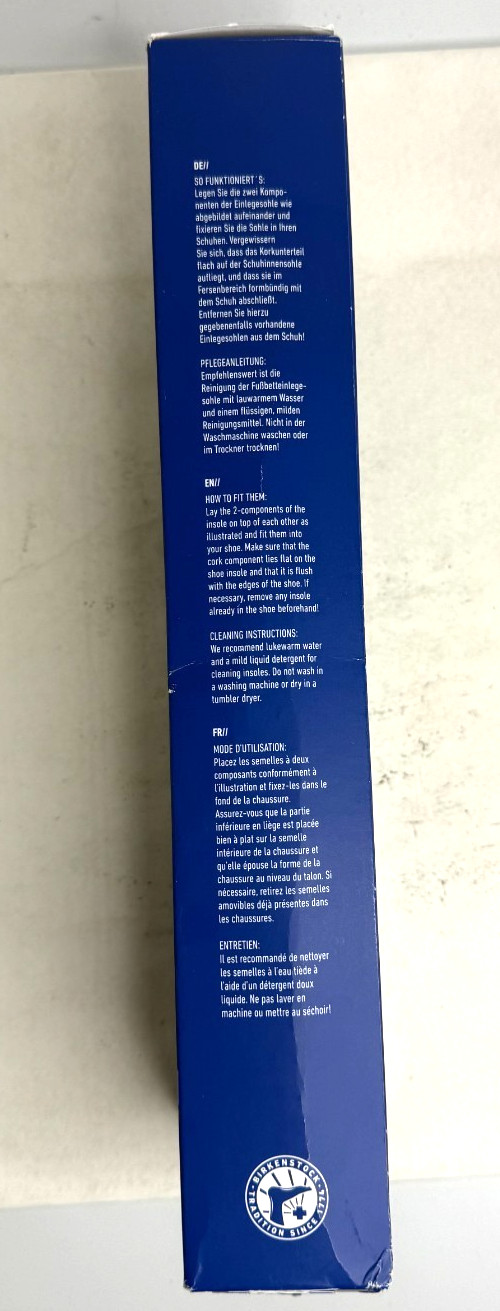 DE//
SO FUNKTIONIERT´S:
Legen Sie die zwei Kompo-
nenten der Einlegesohle wie
abgebildet aufeinander und
fixieren Sie die Sohle in Ihren
Schuhen. Vergewissern
Sie sich, dass das Korkunterteil
flach auf der Schuhinnensohle
aufliegt, und dass sie im
Fersenbereich formbündig mit
dem Schuh abschließt.
Entfernen Sie hierzu
gegebenenfalls vorhandene
Einlegesohlen aus dem Schuh!
PFLEGEANLEITUNG:
Empfehlenswert ist die
Reinigung der Fußbetteinlege-
sohle mit lauwarmem Wasser
und einem flüssigen, milden
Reinigungsmittel. Nicht in der
Waschmaschine waschen oder
im Trockner trocknen!
EN//
HOW TO FIT THEM:
Lay the 2-components of the
insole on top of each other as
illustrated and fit them into
your shoe. Make sure that the
cork component lies flat on the
shoe insole and that it is flush
with the edges of the shoe. If
necessary, remove any insole
already in the shoe beforehand!
CLEANING INSTRUCTIONS:
We recommend lukewarm water
and a mild liquid detergent for
cleaning insoles. Do not wash in
a washing machine or dry in a
tumbler dryer.
FR//
MODE D'UTILISATION:
Placez les semelles à deux
composants conformément à
l'illustration et fixez-les dans le
fond de la chaussure.
Assurez-vous que la partie
inférieure en liège est placée
bien à plat sur la semelle
intérieure de la chaussure et
qu'elle épouse la forme de la
chaussure au niveau du talon. Si
nécessaire, retirez les semelles
amovibles déjà présentes dans
les chaussures.
ENTRETIEN:
Il est recommandé de nettoyer
les semelles à l'eau tiède à
l'aide d'un détergent doux
liquide. Ne pas laver en
machine ou mettre au séchoir!
BIRKENSTOCK
TRADITION SINCE 1774